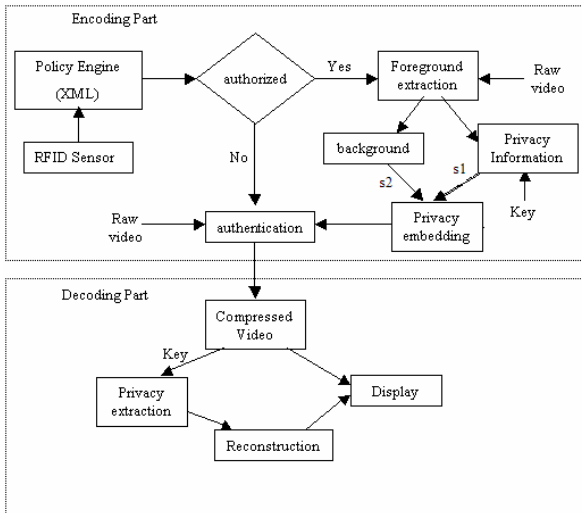 Encoding Part
Policy Engine
(XML)
authorized
Yes
Foreground
extraction
Raw
video
RFID Sensor
No
background
Privacy
Information
s2
s1
Key
Raw
video
authentication
Privacy
embedding
Decoding Part
Compressed
Video
Key
Privacy
extraction
Display
Reconstruction